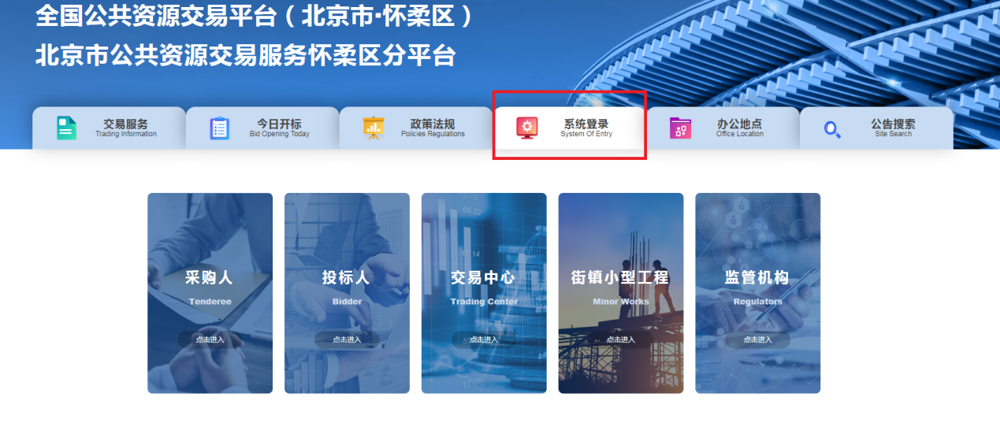 全国公共资源交易平台（北京市·怀柔区）
北京市公共资源交易服务怀柔区分平台
交易服务
Trading Information
今日开标
Bid Opening Today
政策法规
Policies Regulations
系统登录
System Of Entry
办公地点
Office Location
公告搜索
Site Search
采购人
Tenderee
点击进入
投标人
Bidder
点击进入
65.32
交易中心
Trading Center
点击进入
11:08
街镇小型工程
Minor Works
点击进入
监管机构
Regulators
点击进入